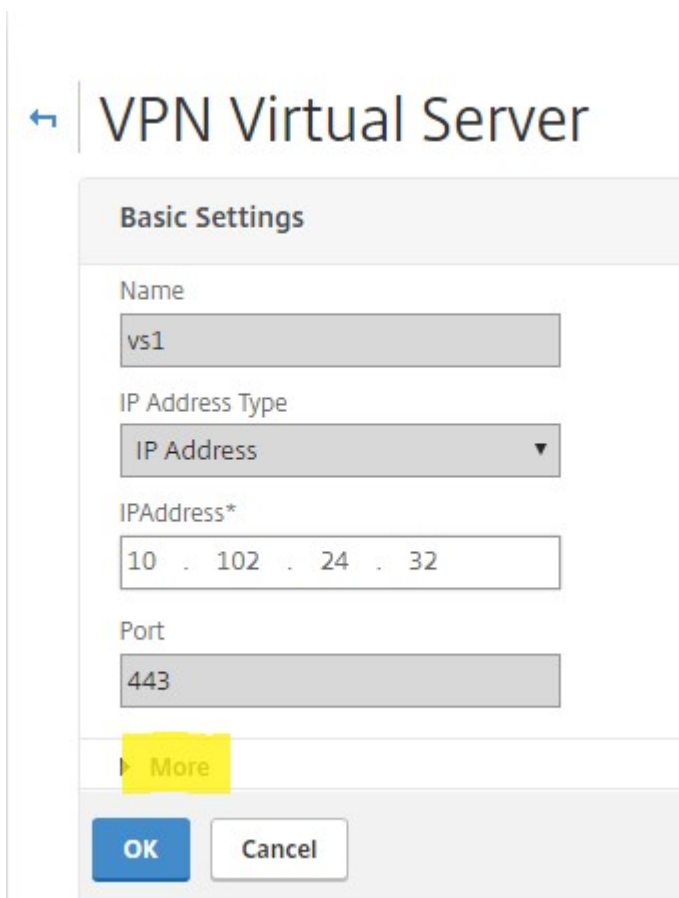 VPN Virtual Server
Basic Settings
Name
vs1
IP Address Type
IP Address
IPAddress*
10 . 102 . 24 . 32
Port
443
More
OK Cancel